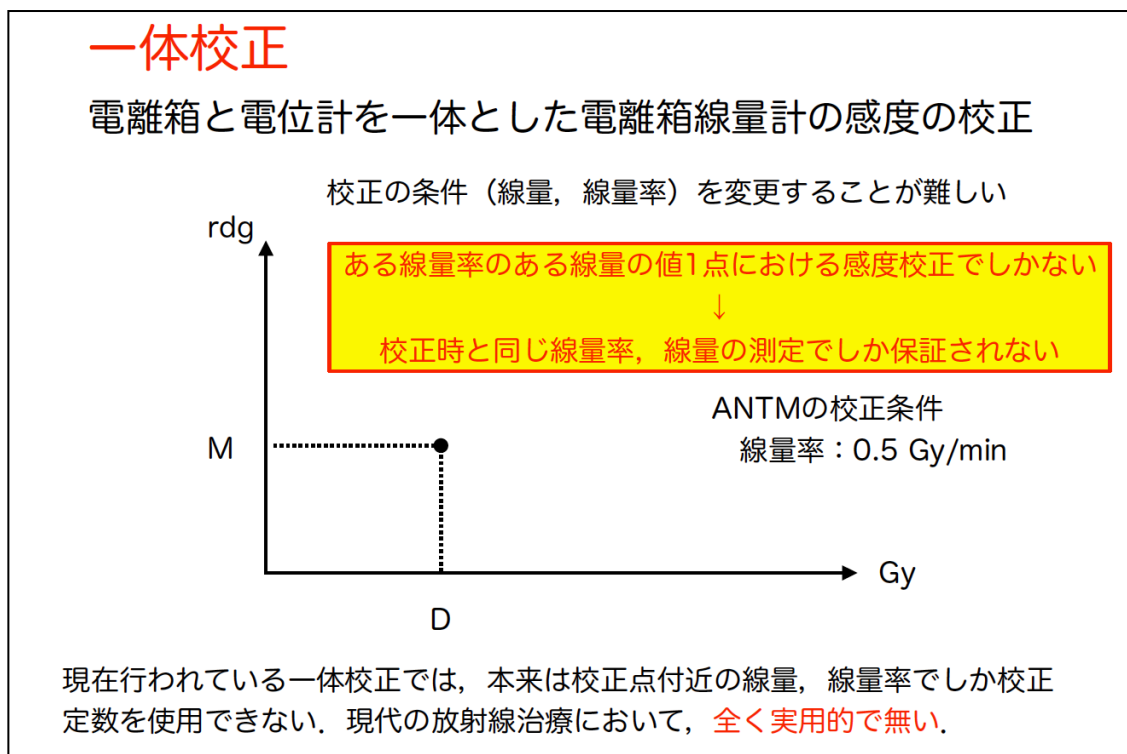 一体校正
電離箱と電位計を一体とした電離箱線量計の感度の校正
校正の条件（線量，線量率）を変更することが難しい
rdg
ある線量率のある線量の値1点における感度校正でしかない
↓
校正時と同じ線量率，線量の測定でしか保証されない
ANTMの校正条件
線量率：0.5 Gy/min
M
Gy
D
現在行われている一体校正では，本来は校正点付近の線量，線量率でしか校正
定数を使用できない．現代の放射線治療において，全く実用的で無い．